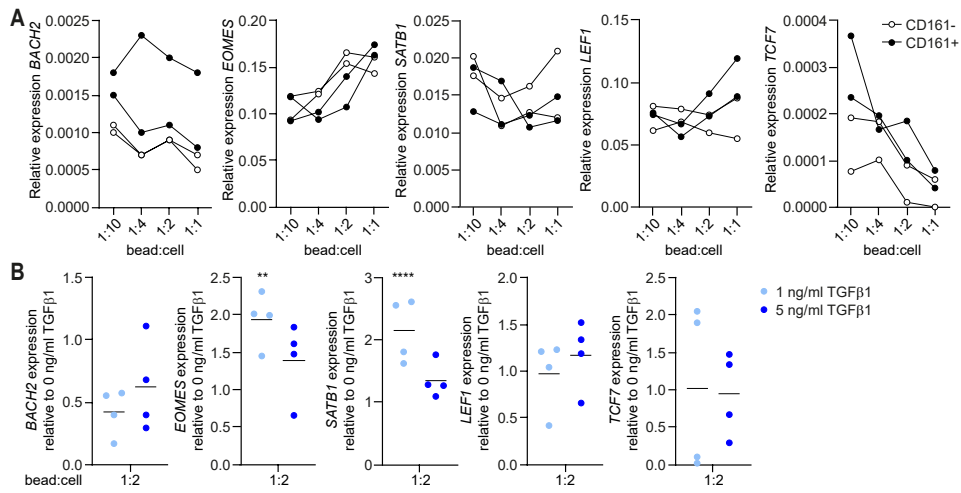 A
Relative expression BACH2
0.0025
0.0020
0.0015
0.0010
0.0005
0.0000
1:10
1:4
1:2
1:1
bead:cell
Relative expression EOMES
0.20
0.15
0.10
0.05
0.00
1:10
1:4
1:2
1:1
bead:cell
Relative expression SATB1
0.025
0.020
0.015
0.010
0.005
0.000
1:10
1:4
1:2
1:1
bead:cell
Relative expression LEF1
0.15
0.10
0.05
0.00
1:10
1:4
1:2
1:1
bead:cell
Relative expression TCF7
0.0004
0.0003
0.0002
0.0001
0.0000
1:10
1:4
1:2
1:1
bead:cell
CD161-
CD161+
B
BACH2 expression
relative to 0 ng/ml TGFβ1
1.5
1.0
0.5
0.0
bead:cell
1:2
EOMES expression
relative to 0 ng/ml TGFβ1
2.5
2.0
1.5
1.0
0.5
0.0
**
1:2
SATB1 expression
relative to 0 ng/ml TGFβ1
3
2
1
0
****
1:2
LEF1 expression
relative to 0 ng/ml TGFβ1
2.0
1.5
1.0
0.5
0.0
1:2
TCF7 expression
relative to 0 ng/ml TGFβ1
2.5
2.0
1.5
1.0
0.5
0.0
1:2
1 ng/ml TGFβ1
5 ng/ml TGFβ1